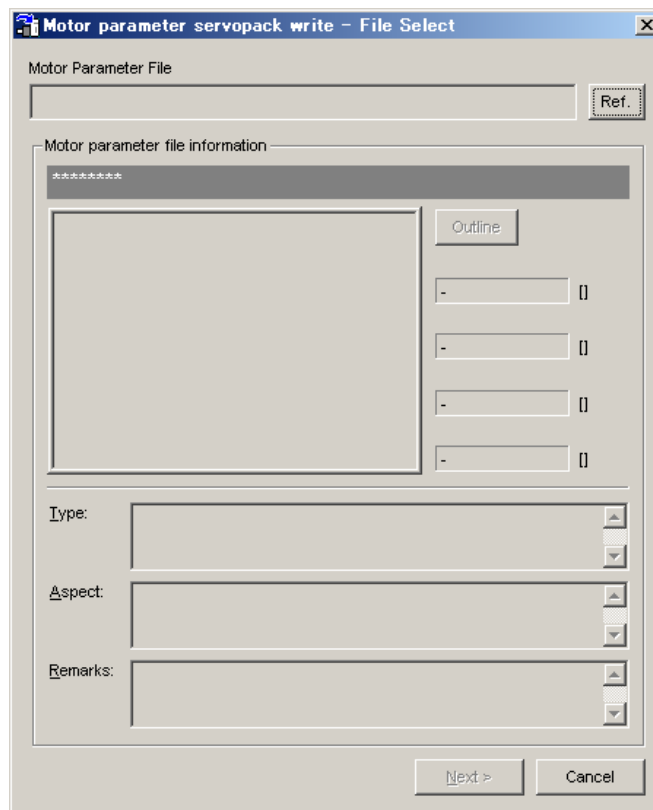 Motor parameter servopack write - File Select
Motor Parameter File
Ref.
Motor parameter file information
********
Outline
- []
- []
- []
- []
Type:
Aspect:
Remarks:
Next >
Cancel